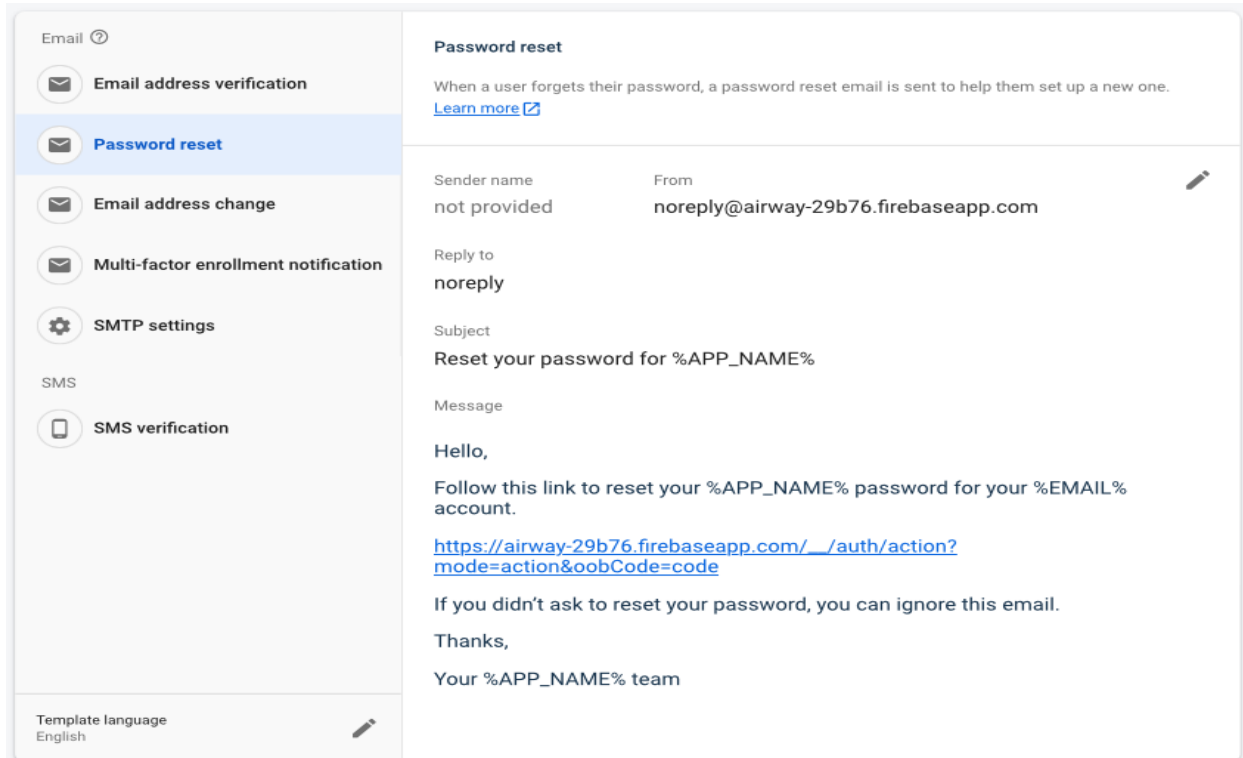 Email
Email address verification
Password reset
Email address change
Multi-factor enrollment notification
SMTP settings
SMS
SMS verification
Template language
English
Password reset
When a user forgets their password, a password reset email is sent to help them set up a new one.
Learn more
Sender name
not provided
From
noreply@airway-29b76.firebaseapp.com
Reply to
noreply
Subject
Reset your password for %APP_NAME%
Message
Hello,
Follow this link to reset your %APP_NAME% password for your %EMAIL%
account.
https://airway-29b76.firebaseapp.com/__/auth/action?
mode=action&oobCode=code
If you didn’t ask to reset your password, you can ignore this email.
Thanks,
Your %APP_NAME% team